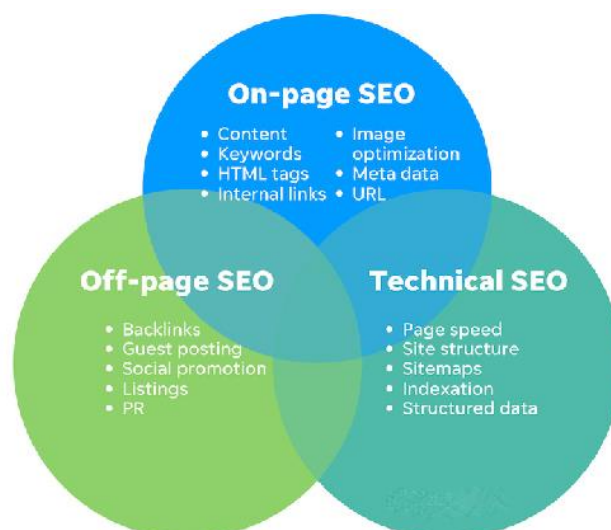 On-page SEO
• Content
• Keywords
• HTML tags
• Internal links
• Image
optimization
• Meta data
• URL
Off-page SEO
• Backlinks
• Guest posting
• Social promotion
• Listings
• PR
Technical SEO
• Page speed
• Site structure
• Sitemaps
• Indexation
• Structured data